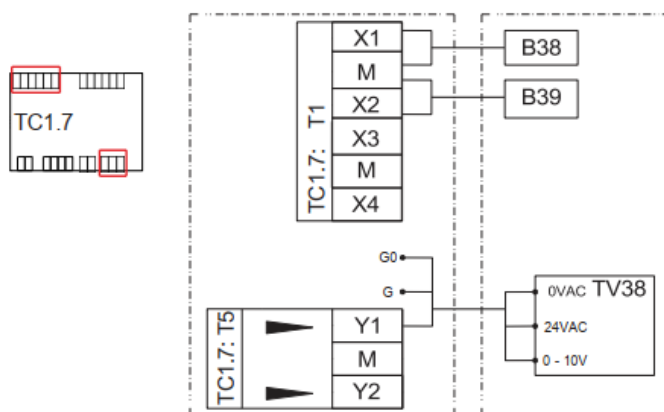 TC1.7
TC1.7: T1
X1
M
X2
X3
M
X4
B38
B39
G0
G
TC1.7: T5
Y1
M
Y2
0VAC TV38
24VAC
0 - 10V